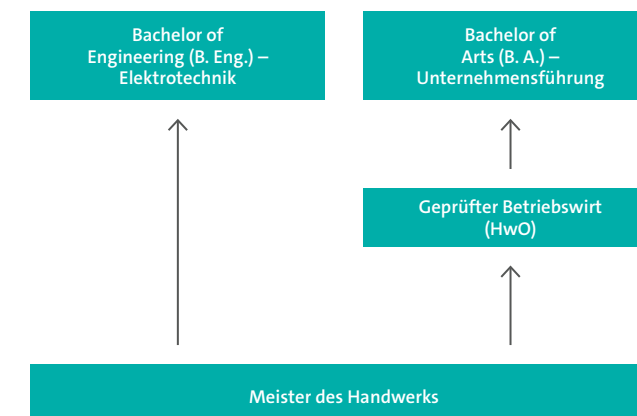 Bachelor of
Engineering (B. Eng.) –
Elektrotechnik
Bachelor of
Arts (B. A.) –
Unternehmensführung
Geprüfter Betriebswirt
(HwO)
Meister des Handwerks